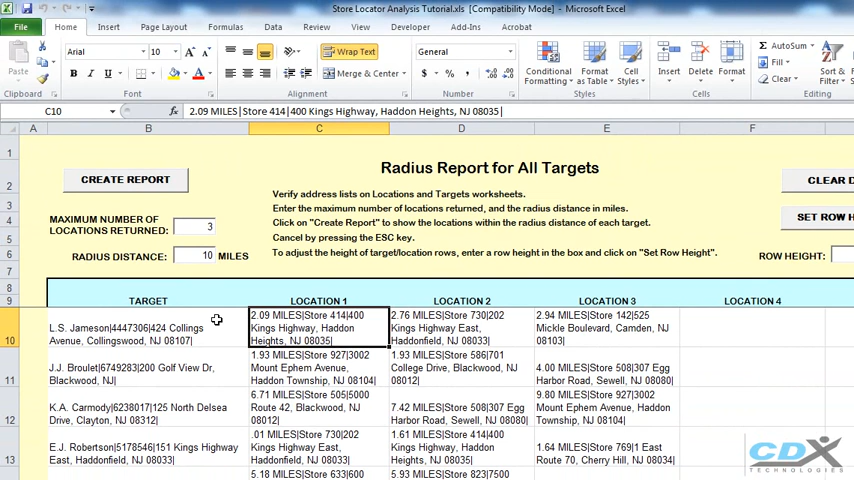 Store Locator Analysis Tutorial.xls [Compatibility Mode] - Microsoft Excel
File Home Insert Page Layout Formulas Data Review View Add-Ins Acrobat
Arial 10 Wrap Text General AutoSum
Paste Merge & Center Conditional Formatting Format as Table Cell Styles Insert Delete Format Fill Clear Sort & Filter
Clipboard Font Alignment Number Styles Cells
C10 fx 2.09 MILES|Store 414|400 Kings Highway, Haddon Heights, NJ 08035|
A B C D E F
1 2 3 4 5 6 7 8 9 10 11 12 13
CREATE REPORT
Radius Report for All Targets
CLEAR D
Verify address lists on Locations and Targets worksheets.
Enter the maximum number of locations returned, and the radius distance in miles.
Click on "Create Report" to show the locations within the radius distance of each target.
Cancel by pressing the ESC key.
To adjust the height of target/location rows, enter a row height in the box and click on "Set Row Height".
MAXIMUM NUMBER OF
LOCATIONS RETURNED: 3
SET ROW H
RADIUS DISTANCE: 10 MILES
ROW HEIGHT:
TARGET LOCATION 1 LOCATION 2 LOCATION 3 LOCATION 4
L.S. Jameson|4447306|424 Collings
Avenue, Collingswood, NJ 08107|
2.09 MILES|Store 414|400
Kings Highway, Haddon
Heights, NJ 08035|
2.76 MILES|Store 730|202
Kings Highway East,
Haddonfield, NJ 08033|
2.94 MILES|Store 142|525
Mickle Boulevard, Camden, NJ
08103|
J.J. Broulet|6749283|200 Golf View Dr,
Blackwood, NJ|
1.93 MILES|Store 927|3002
Mount Ephem Avenue,
Haddon Township, NJ 08104|
1.93 MILES|Store 586|701
College Drive, Blackwood, NJ
08012|
4.00 MILES|Store 508|307 Egg
Harbor Road, Sewell, NJ 08080|
K.A. Carmody|6238017|125 North Delsea
Drive, Clayton, NJ 08312|
6.71 MILES|Store 505|5000
Route 42, Blackwood, NJ
08012|
7.42 MILES|Store 508|307 Egg
Harbor Road, Sewell, NJ 08080|
9.80 MILES|Store 927|3002
Mount Ephem Avenue, Haddon
Township, NJ 08104|
E.J. Robertson|5178546|151 Kings Highway
East, Haddonfield, NJ 08033|
.01 MILES|Store 730|202
Kings Highway East,
Haddonfield, NJ 08033|
1.61 MILES|Store 414|400
Kings Highway, Haddon
Heights, NJ 08035|
1.64 MILES|Store 769|1 East
Route 70, Cherry Hill, NJ 08034|
5.18 MILES|Store 633|600
5.93 MILES|Store 823|7500
CDX
TECHNOLOGIES